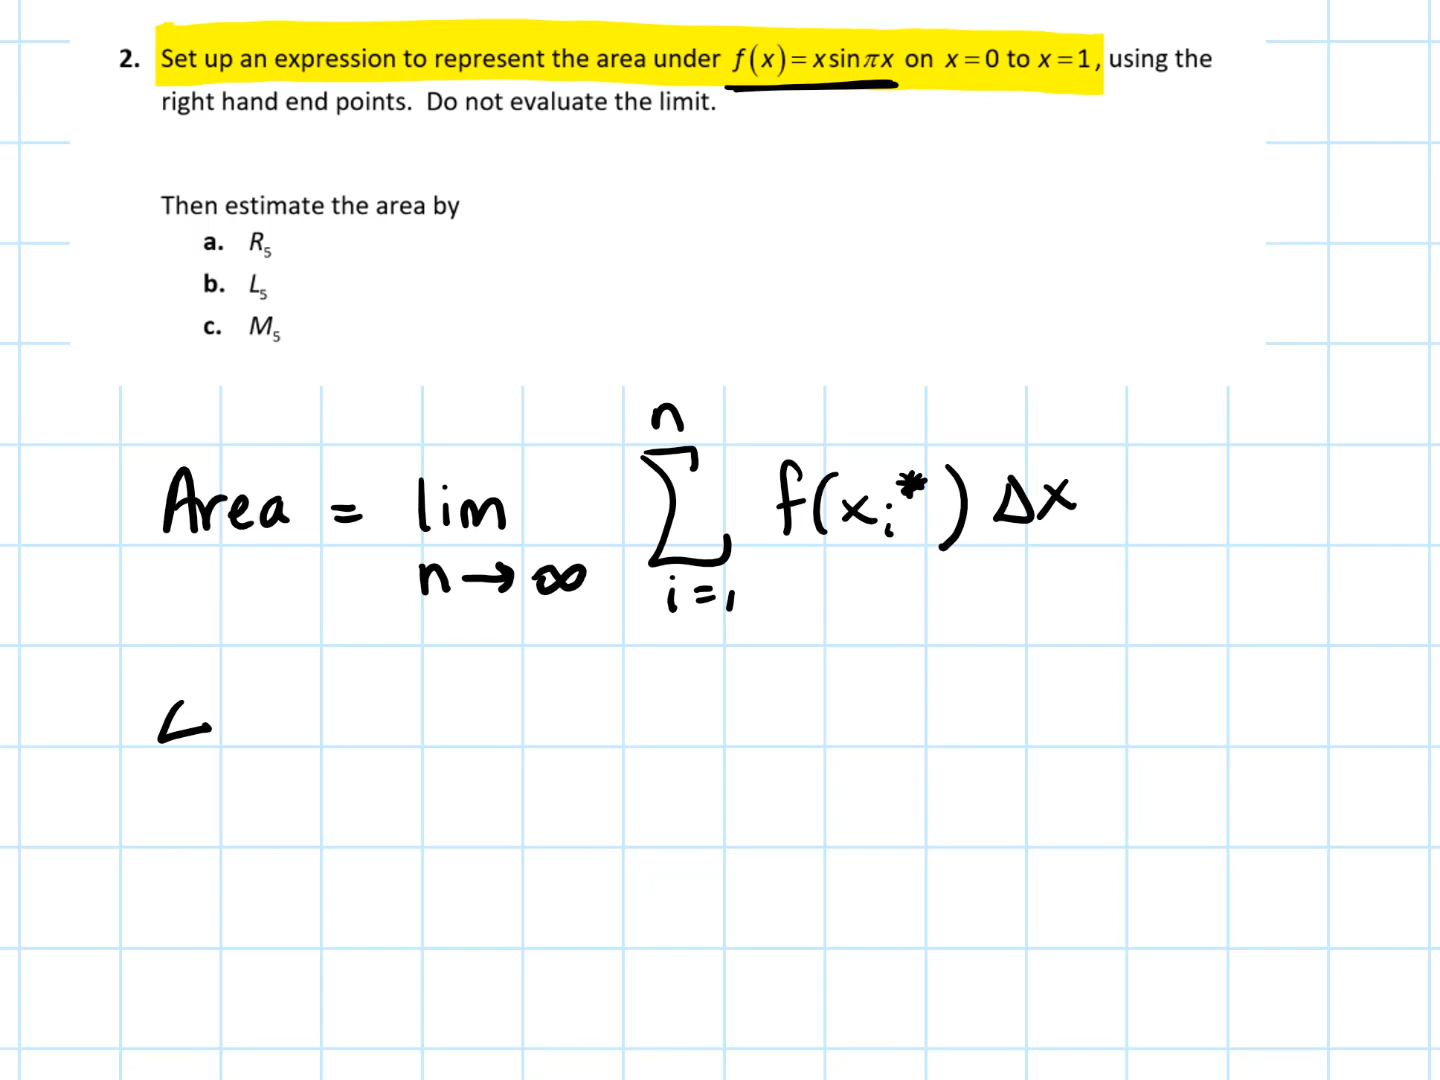 2. Set up an expression to represent the area under f(x) = x sin πx on x = 0 to x = 1, using the
right hand end points. Do not evaluate the limit.
Then estimate the area by
a. R₅
b. L₅
c. M₅
n
Area = lim ∑ f(xᵢ*) Δx
n→∞ i=1